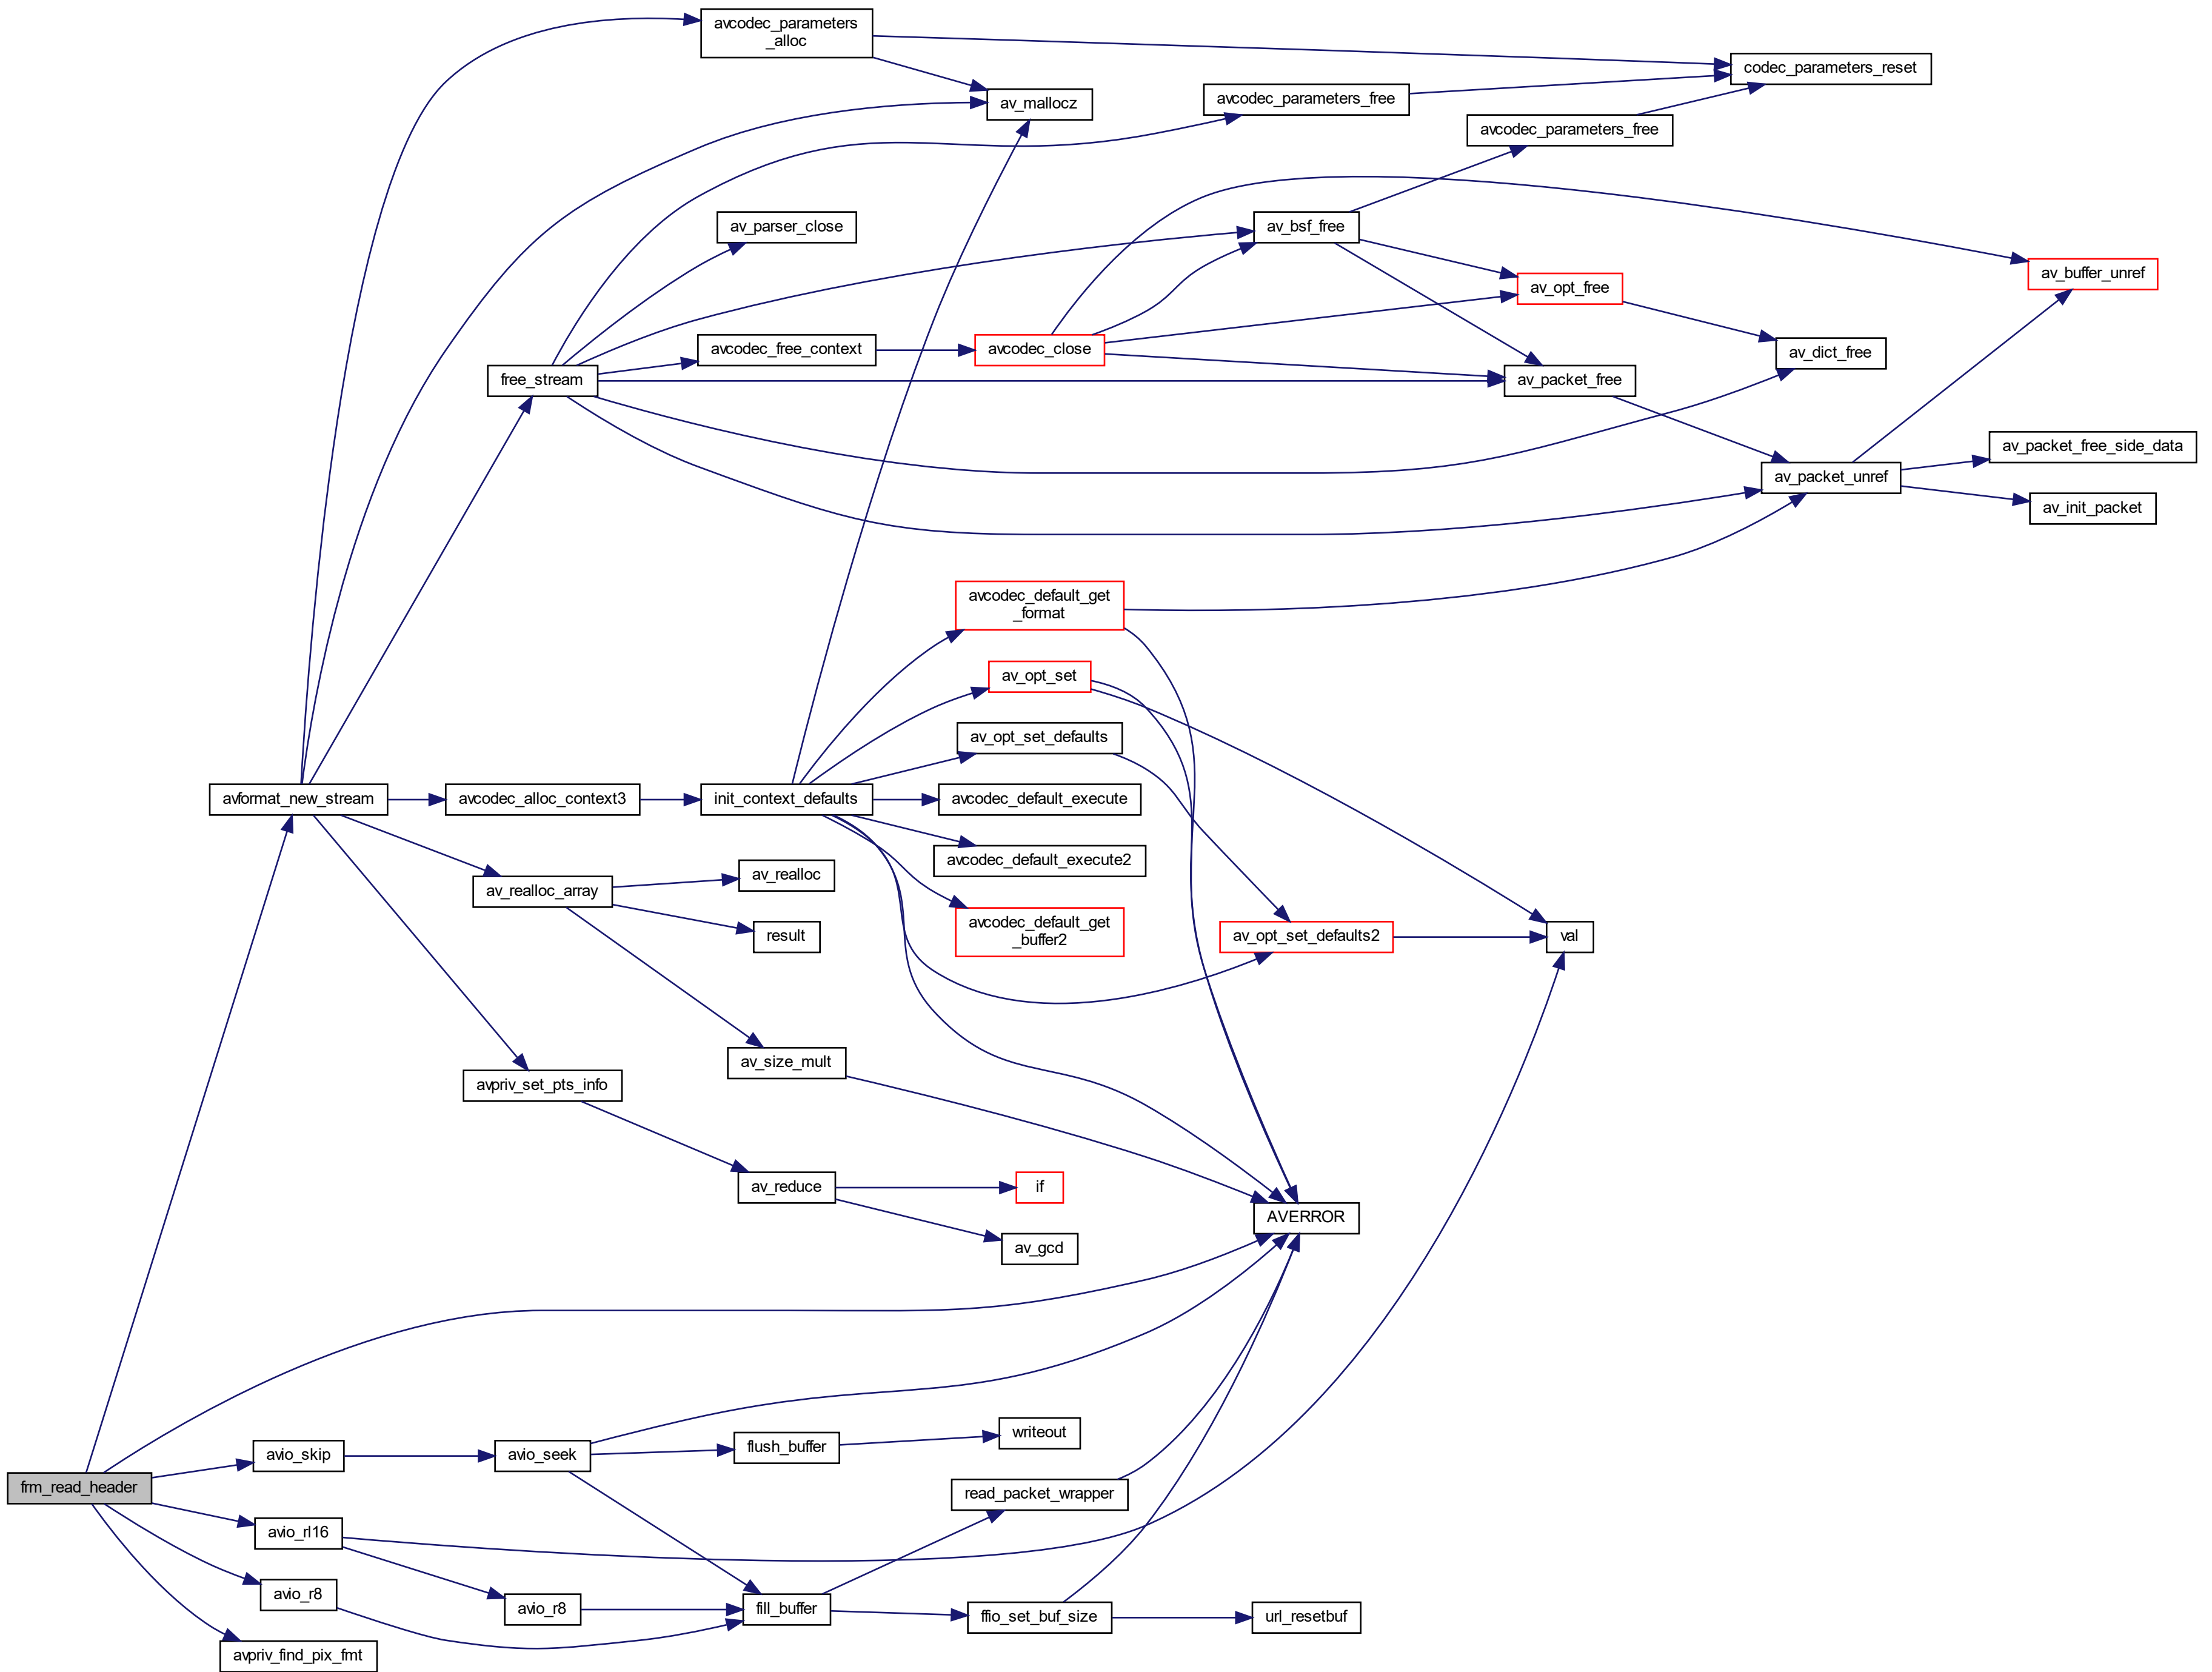 avcodec_parameters
_alloc
codec_parameters_reset
av_mallocz
avcodec_parameters_free
avcodec_parameters_free
av_parser_close
av_bsf_free
av_buffer_unref
av_opt_free
avcodec_free_context
avcodec_close
av_dict_free
free_stream
av_packet_free
av_packet_free_side_data
av_packet_unref
av_init_packet
avcodec_default_get
_format
av_opt_set
av_opt_set_defaults
avformat_new_stream
avcodec_alloc_context3
init_context_defaults
avcodec_default_execute
avcodec_default_execute2
av_realloc
av_realloc_array
avcodec_default_get
_buffer2
result
av_opt_set_defaults2
val
av_size_mult
avpriv_set_pts_info
av_reduce
if
AVERROR
av_gcd
writeout
flush_buffer
avio_skip
avio_seek
frm_read_header
read_packet_wrapper
avio_rl16
avio_r8
avio_r8
fill_buffer
ffio_set_buf_size
url_resetbuf
avpriv_find_pix_fmt